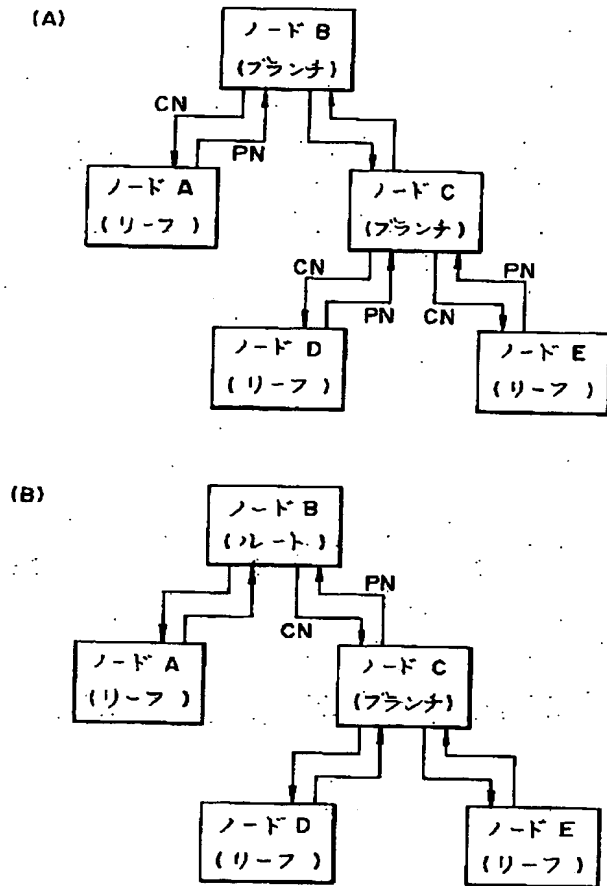 (A)
ノード B
(ブランチ)
CN
PN
ノード A
(リーフ)
ノード C
(ブランチ)
CN
PN
PN
CN
ノード D
(リーフ)
ノード E
(リーフ)
(B)
ノード B
(ルート)
PN
CN
ノード A
(リーフ)
ノード C
(ブランチ)
ノード D
(リーフ)
ノード E
(リーフ)